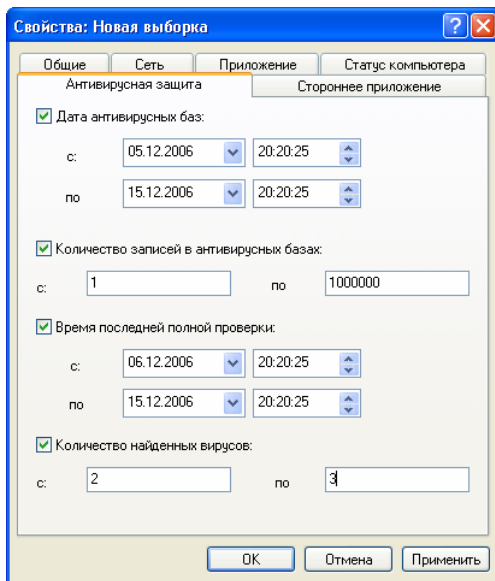 Свойства: Новая выборка
Общие Сеть Приложение Статус компьютера
Антивирусная защита Стороннее приложение
Дата антивирусных баз:
с: 05.12.2006 20:20:25
по 15.12.2006 20:20:25
Количество записей в антивирусных базах:
с: 1 по 1000000
Время последней полной проверки:
с: 06.12.2006 20:20:25
по 15.12.2006 20:20:25
Количество найденных вирусов:
с: 2 по 3
OK Отмена Применить